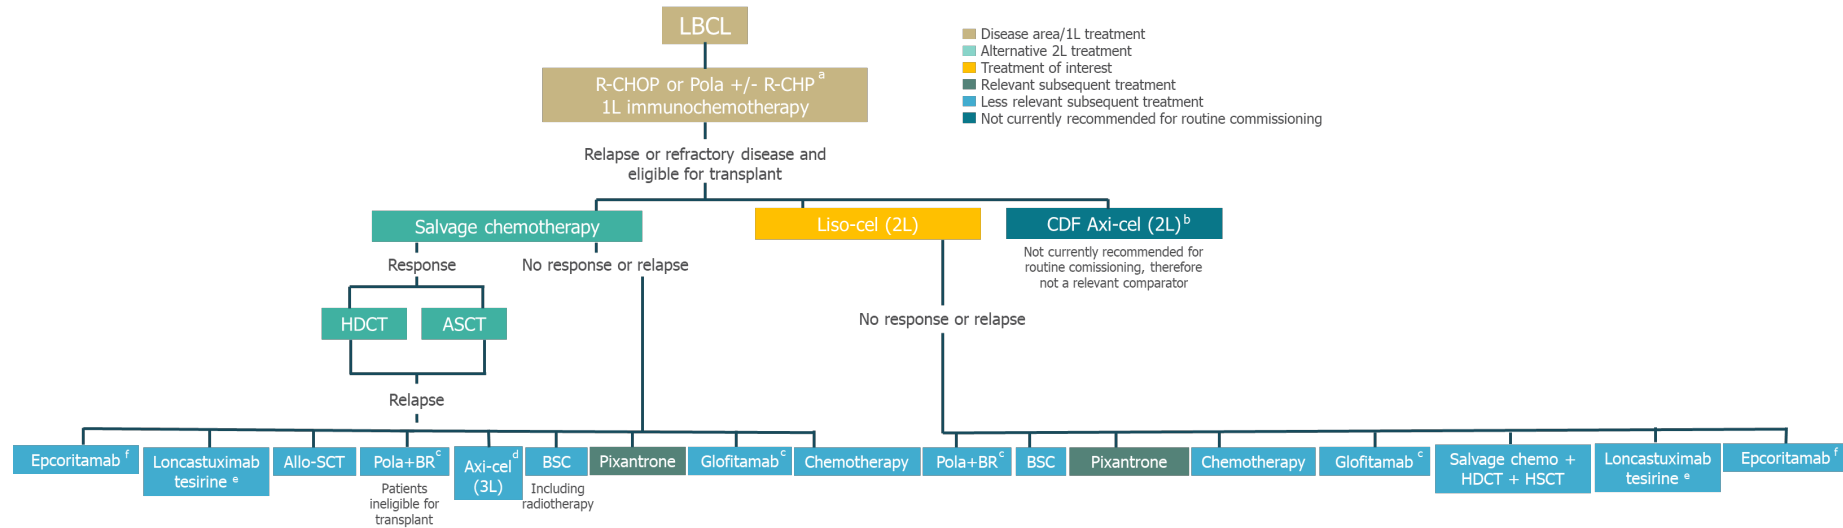 LBCL
R-CHOP or Pola +/- R-CHP a
1L immunochemotherapy
Disease area/1L treatment
Alternative 2L treatment
Treatment of interest
Relevant subsequent treatment
Less relevant subsequent treatment
Not currently recommended for routine commissioning
Relapse or refractory disease and
eligible for transplant
Salvage chemotherapy
Liso-cel (2L)
CDF Axi-cel (2L) b
Not currently recommended for
routine comissioning, therefore
not a relevant comparator
Response
No response or relapse
HDCT
ASCT
No response or relapse
Relapse
Epcoritamab f
Loncastuximab
tesirine e
Allo-SCT
Pola+BR c
Patients
ineligible for
transplant
Axi-cel d
(3L)
BSC
Including
radiotherapy
Pixantrone
Glofitamab c
Chemotherapy
Pola+BR c
BSC
Pixantrone
Chemotherapy
Glofitamab c
Salvage chemo +
HDCT + HSCT
Loncastuximab
tesirine e
Epcoritamab f